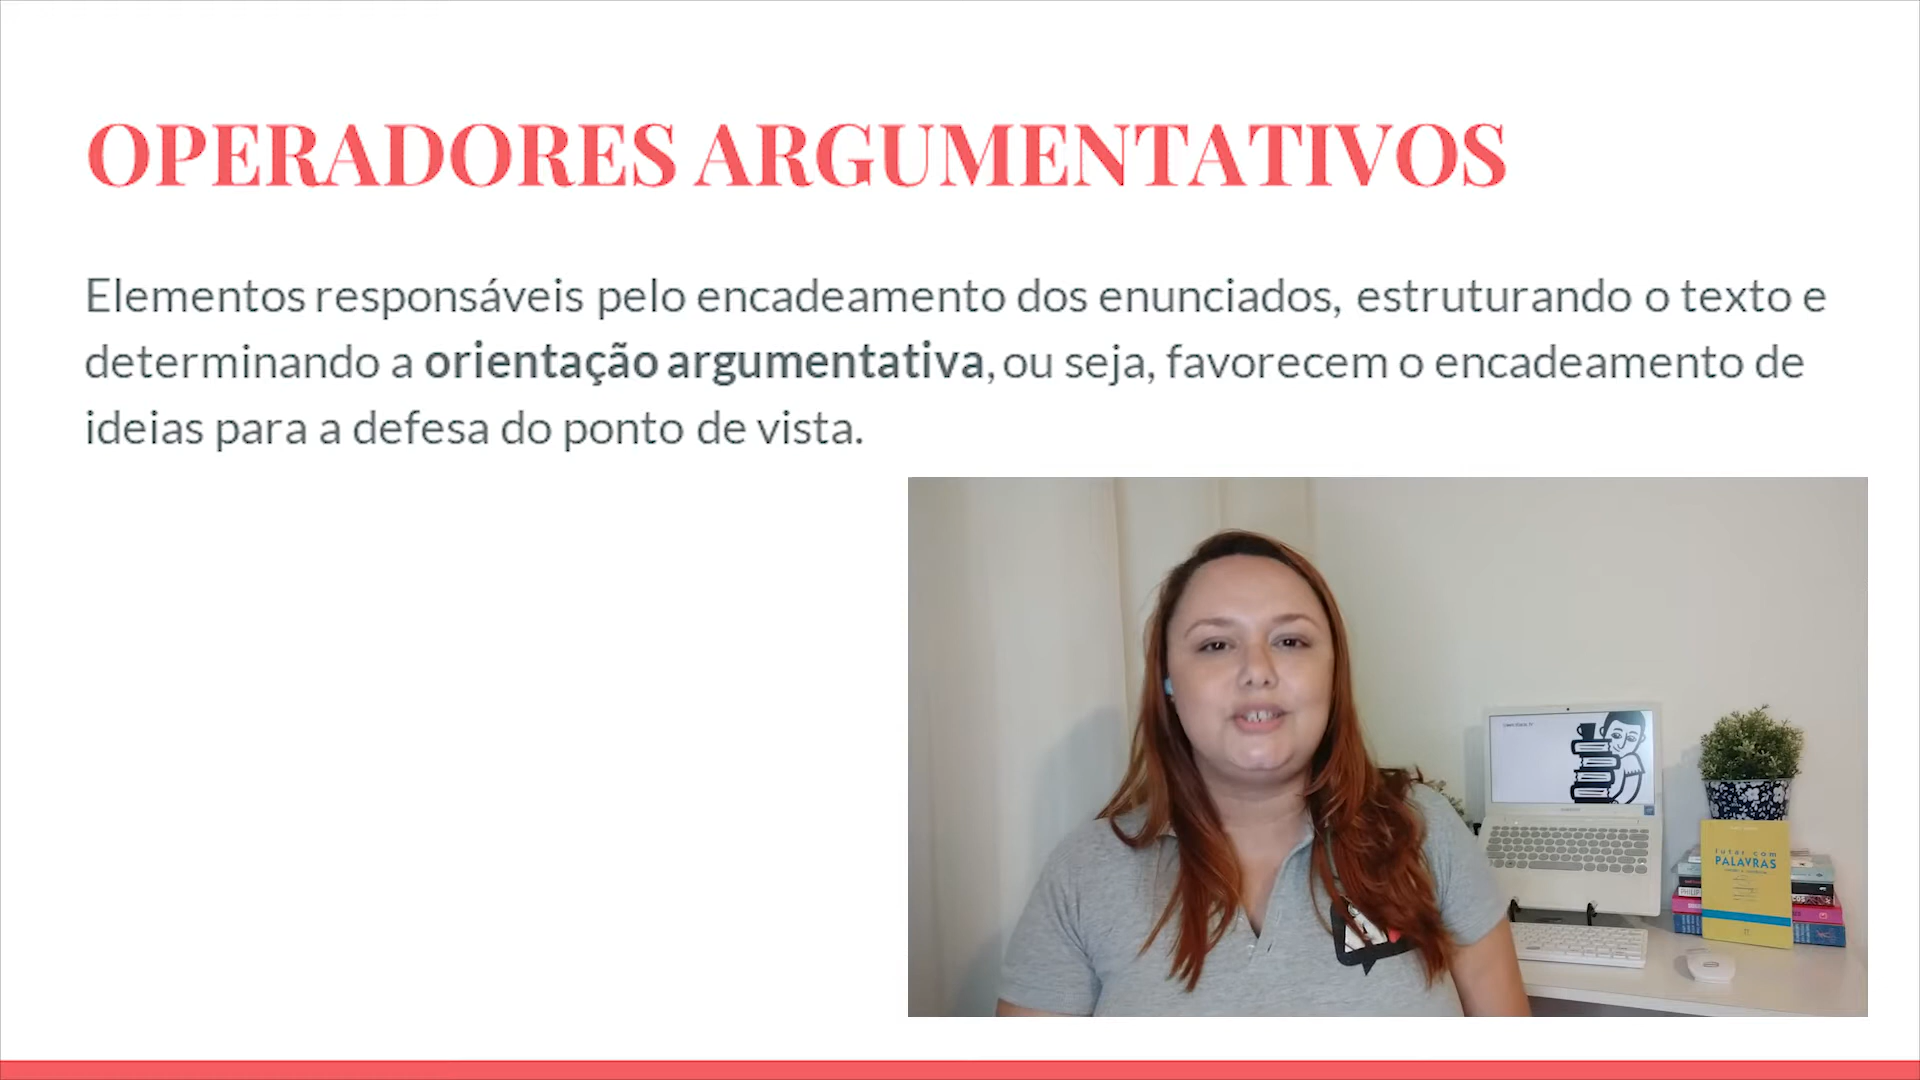 OPERADORES ARGUMENTATIVOS
Elementos responsáveis pelo encadeamento dos enunciados, estruturando o texto e
determinando a orientação argumentativa, ou seja, favorecem o encadeamento de
ideias para a defesa do ponto de vista.
lutar com
PALAVRAS